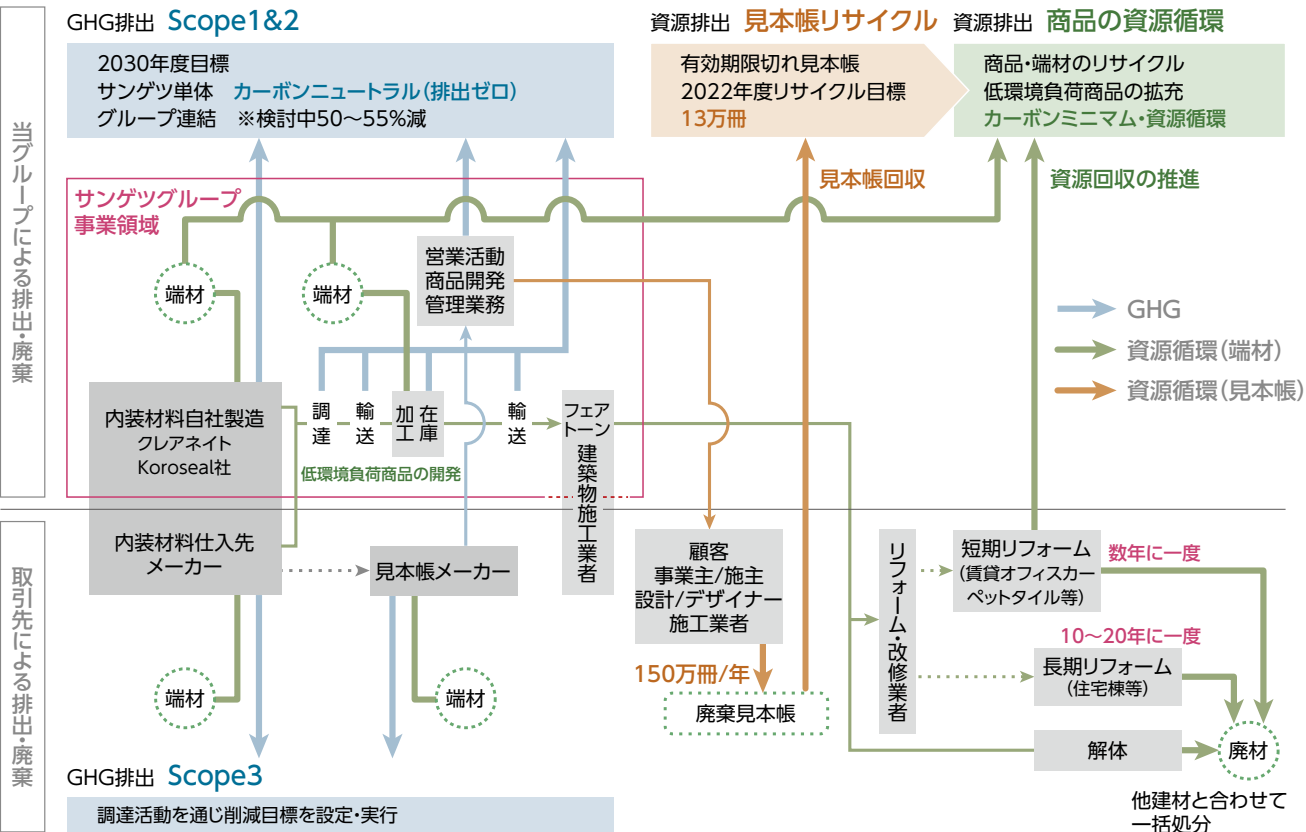 当グループによる排出・廃棄
取引先による排出・廃棄
GHG排出 Scope1&2
2030年度目標
サンゲツ単体 カーボンニュートラル(排出ゼロ)
グループ連結 ※検討中50～55%減
資源排出 見本帳リサイクル
有効期限切れ見本帳
2022年度リサイクル目標
13万冊
資源排出 商品の資源循環
商品・端材のリサイクル
低環境負荷商品の拡充
カーボンミニマム・資源循環
見本帳回収
資源回収の推進
サンゲツグループ
事業領域
端材
端材
営業活動
商品開発
管理業務
GHG
資源循環(端材)
資源循環(見本帳)
内装材料自社製造
クレアネイト
Koroseal社
調達
輸送
加工
在庫
輸送
フェアトーン
建築物施工業者
低環境負荷商品の開発
内装材料仕入先
メーカー
見本帳メーカー
端材
端材
顧客
事業主/施主
設計/デザイナー
施工業者
150万冊/年
廃棄見本帳
リフォーム・改修業者
短期リフォーム
(賃貸オフィスカー
ペットタイル等)
数年に一度
10～20年に一度
長期リフォーム
(住宅棟等)
解体
廃材
他建材と合わせて
一括処分
GHG排出 Scope3
調達活動を通じ削減目標を設定・実行